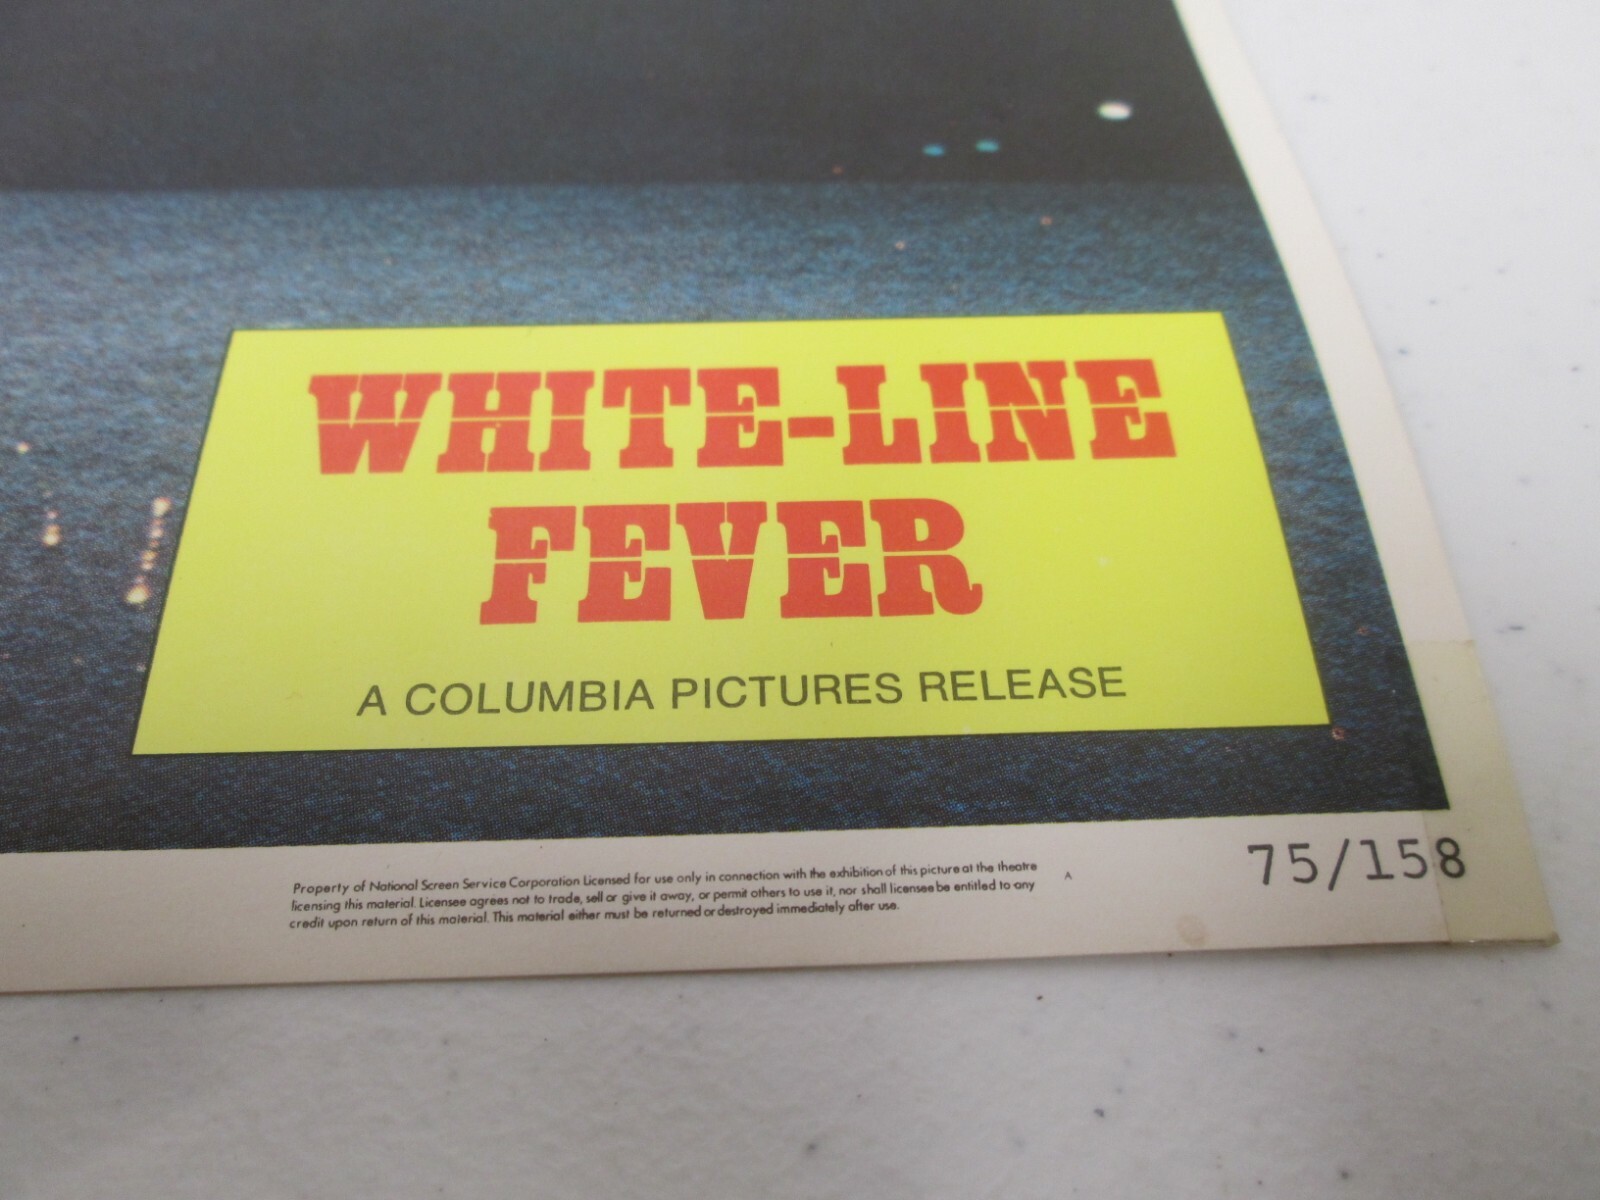 WHITE-LINE
FEVER
A COLUMBIA PICTURES RELEASE
Property of National Screen Service Corporation Licensed for use only in connection with the exhibition of this picture at the theatre
licensing this material. Licensee agrees not to trade, sell or give it away, or permit others to use it, nor shall licensee be entitled to any
credit upon return of this material. This material either must be returned or destroyed immediately after use.
A
75/158